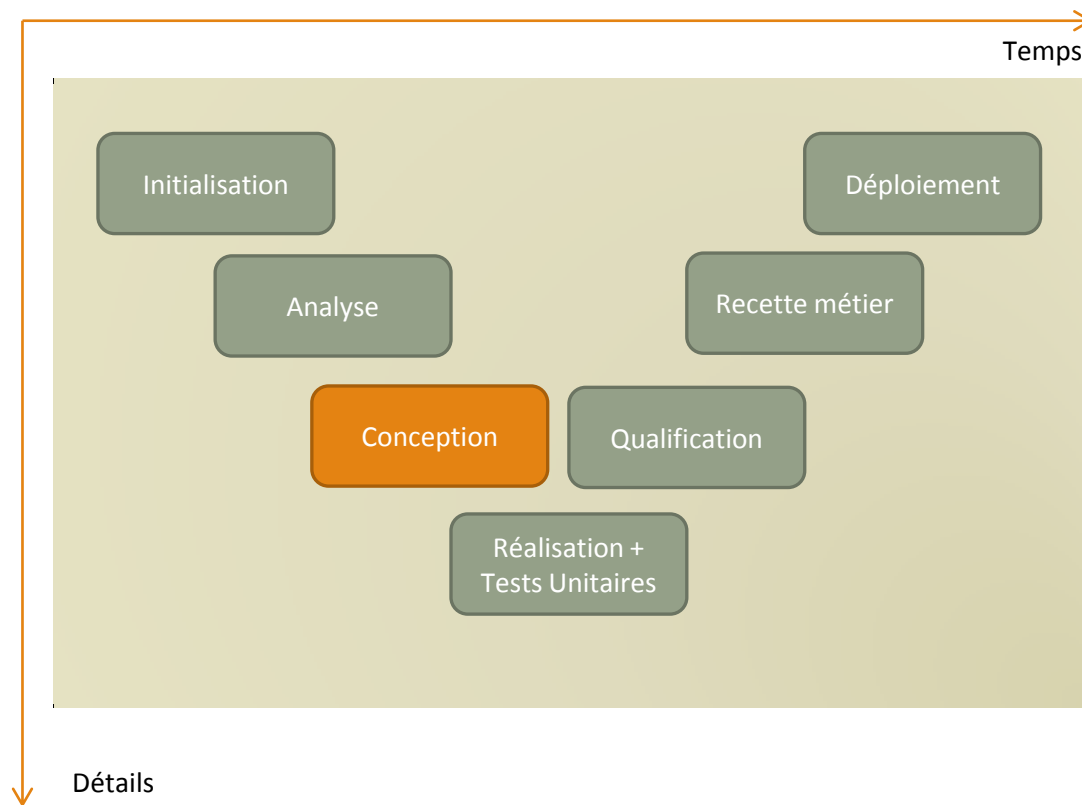 Temps
Initialisation
Déploiement
Analyse
Recette métier
Conception
Qualification
Réalisation +
Tests Unitaires
Détails